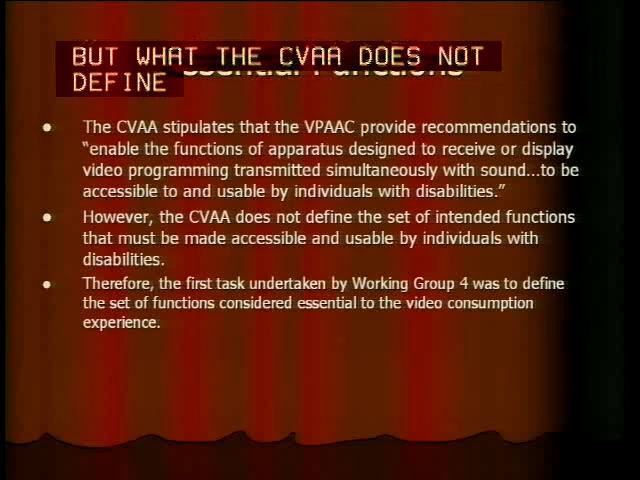 BUT WHAT THE CVAA DOES NOT
DEFINE
Functions
• The CVAA stipulates that the VPAAC provide recommendations to
“enable the functions of apparatus designed to receive or display
video programming transmitted simultaneously with sound...to be
accessible to and usable by individuals with disabilities.”
• However, the CVAA does not define the set of intended functions
that must be made accessible and usable by individuals with
disabilities.
• Therefore, the first task undertaken by Working Group 4 was to define
the set of functions considered essential to the video consumption
experience.